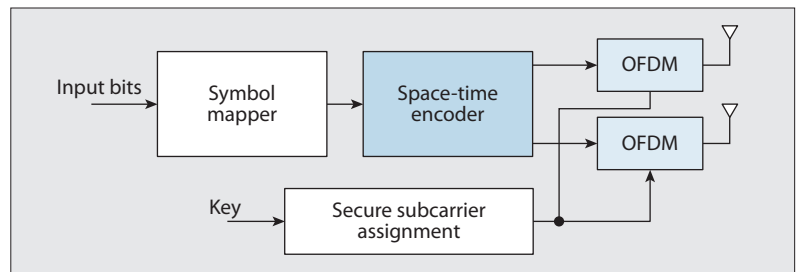 Input bits
Symbol
mapper
Space-time
encoder
OFDM
OFDM
Key
Secure subcarrier
assignment